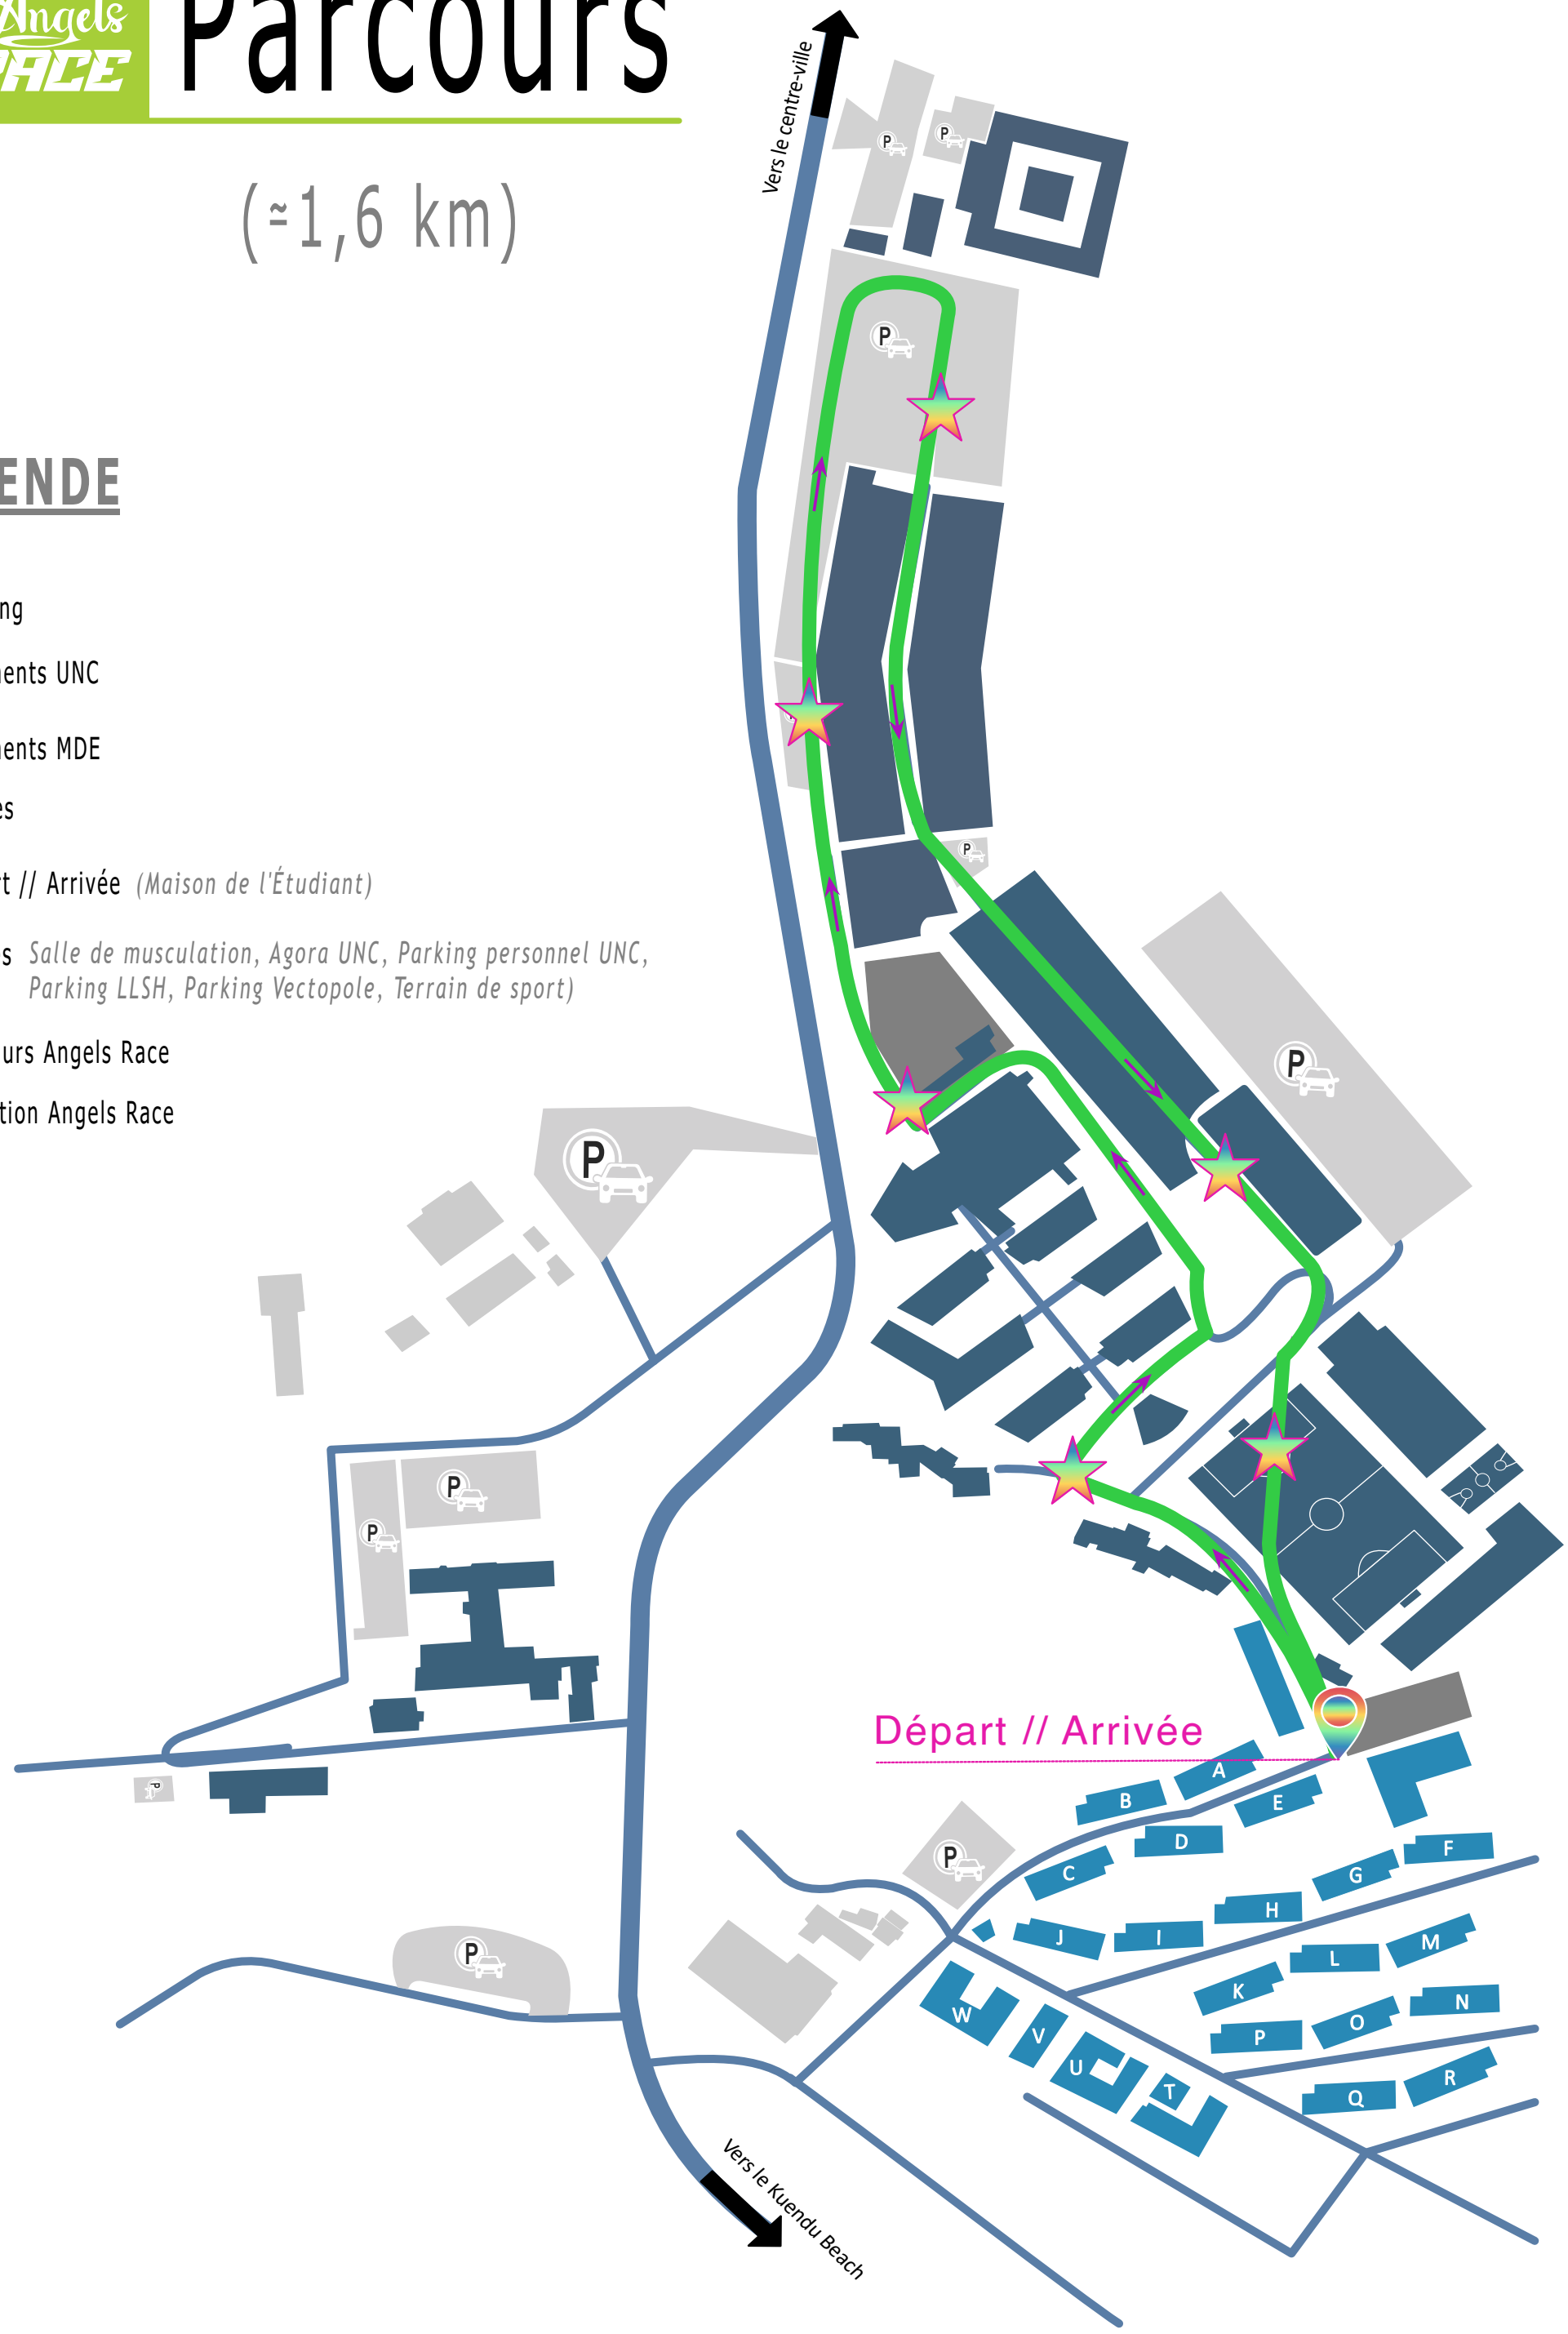 Angels
RACE
Parcours
(≃1,6 km)
Vers le centre-ville
P
P
P
ENDE
ng
ents UNC
ents MDE
es
t // Arrivée (Maison de l'Étudiant)
s Salle de musculation, Agora UNC, Parking personnel UNC,
Parking LLSH, Parking Vectopole, Terrain de sport)
urs Angels Race
tion Angels Race
P
P
P
P
P
Départ // Arrivée
A
B
E
D
F
P
C
G
H
J
I
M
P
L
K
N
W
O
V
P
U
R
T
Q
P
Vers le Kuendu Beach